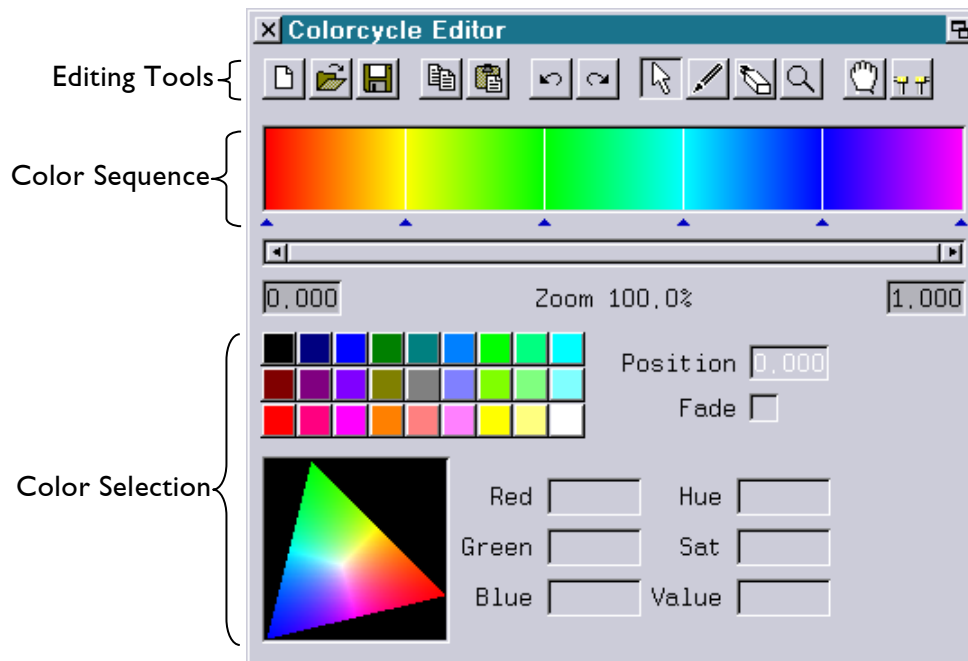 Colorcycle Editor
Editing Tools
Color Sequence
0.000 Zoom 100.0% 1.000
Position 0.000
Fade
Color Selection
Red Hue
Green Sat
Blue Value